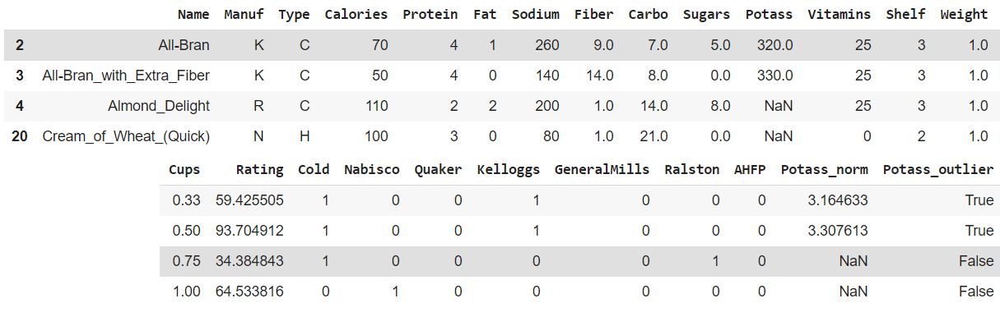 Name Manuf Type Calories Protein Fat Sodium Fiber Carbo Sugars Potass Vitamins Shelf Weight
2 All-Bran K C 70 4 1 260 9.0 7.0 5.0 320.0 25 3 1.0
3 All-Bran_with_Extra_Fiber K C 50 4 0 140 14.0 8.0 0.0 330.0 25 3 1.0
4 Almond_Delight R C 110 2 2 200 1.0 14.0 8.0 NaN 25 3 1.0
20 Cream_of_Wheat_(Quick) N H 100 3 0 80 1.0 21.0 0.0 NaN 0 2 1.0
Cups Rating Cold Nabisco Quaker Kelloggs GeneralMills Ralston AHFP Potass_norm Potass_outlier
0.33 59.425505 1 0 0 1 0 0 0 3.164633 True
0.50 93.704912 1 0 0 1 0 0 0 3.307613 True
0.75 34.384843 1 0 0 0 0 1 0 NaN False
1.00 64.533816 0 1 0 0 0 0 0 NaN False